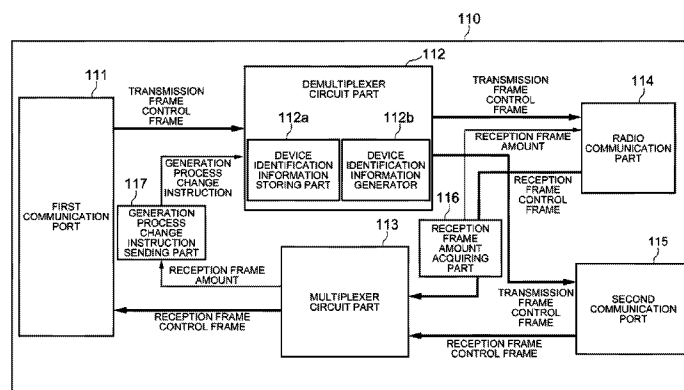 110
111
FIRST
COMMUNICATION
PORT
TRANSMISSION
FRAME
CONTROL
FRAME
112
DEMULTIPLEXER
CIRCUIT PART
112a
DEVICE
IDENTIFICATION
INFORMATION
STORING PART
112b
DEVICE
IDENTIFICATION
INFORMATION
GENERATOR
TRANSMISSION
FRAME
CONTROL
FRAME
114
RADIO
COMMUNICATION
PART
RECEPTION FRAME
AMOUNT
RECEPTION
FRAME
CONTROL
FRAME
GENERATION
PROCESS
CHANGE
INSTRUCTION
117
GENERATION
PROCESS
CHANGE
INSTRUCTION
SENDING PART
RECEPTION FRAME
AMOUNT
113
MULTIPLEXER
CIRCUIT PART
116
RECEPTION
FRAME
AMOUNT
ACQUIRING
PART
115
SECOND
COMMUNICATION
PORT
TRANSMISSION
FRAME
CONTROL
FRAME
RECEPTION FRAME
CONTROL FRAME
RECEPTION FRAME
CONTROL FRAME